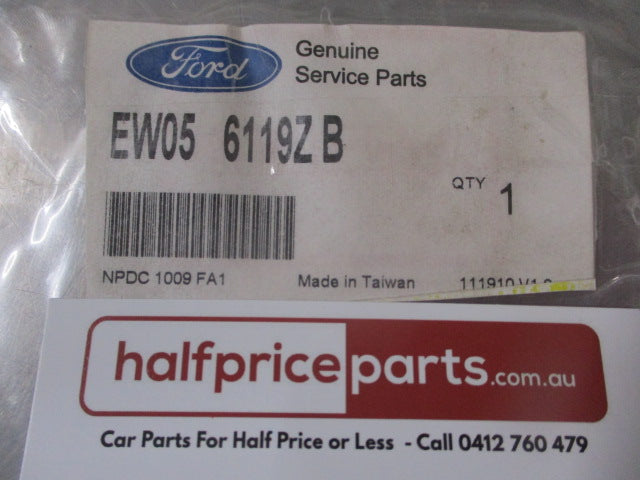 Ford
Genuine
Service Parts
EW05 6119Z B
QTY 1
NPDC 1009 FA1 Made in Taiwan 111910
halfpriceparts.com.au
Car Parts For Half Price or Less - Call 0412 760 479